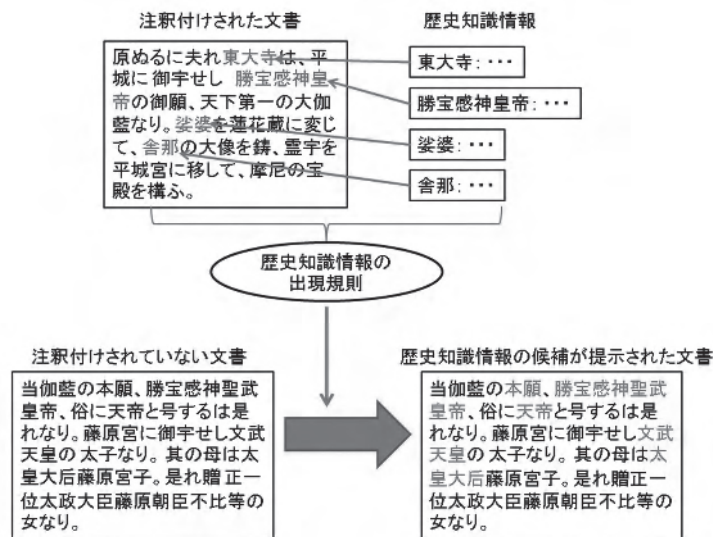 注釈付けされた文書
歴史知識情報
原ぬるに夫れ東大寺は、平
城に御宇せし 勝宝感神皇
帝の御願、天下第一の大伽
藍なり。娑婆を蓮花蔵に変じ
て、舎那の大像を鋳、霊宇を
平城宮に移して、摩尼の宝
殿を構ふ。
東大寺:・・・
勝宝感神皇帝:・・・
娑婆:・・・
舎那:・・・
歴史知識情報の
出現規則
注釈付けされていない文書
当伽藍の本願、勝宝感神聖武
皇帝、俗に天帝と号するは是
れなり。藤原宮に御宇せし文武
天皇の太子なり。其の母は太
皇大后藤原宮子。是れ贈正一
位太政大臣藤原朝臣不比等の
女なり。
歴史知識情報の候補が提示された文書
当伽藍の本願、勝宝感神聖武
皇帝、俗に天帝と号するは是
れなり。藤原宮に御宇せし文武
天皇の太子なり。其の母は太
皇大后藤原宮子。是れ贈正一
位太政大臣藤原朝臣不比等の
女なり。